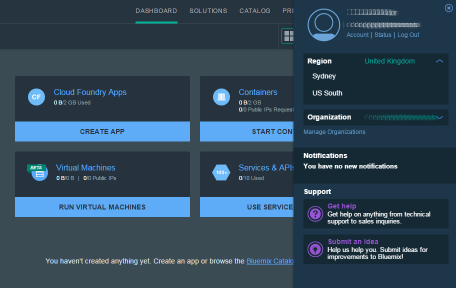 DASHBOARD SOLUTIONS CATALOG
Account | Status | Log Out
Region United Kingdom
Sydney
US South
Organization
Manage Organizations
Notifications
You have no new notifications
Support
Get help
Get help on anything from technical
support to sales inquiries.
Submit an idea
Help us help you. Submit ideas for
improvements to Bluemix!
CF
Cloud Foundry Apps
0 B/2 GB Used
CREATE APP
Containers
0 B/2 GB
0/0 Public IPs
START
BETA
Virtual Machines
0 B/0 B | 0/0 Public IPs
RUN VIRTUAL MACHINES
Services & APIs
0/10 Used
USE
You haven't created anything yet. Create an app or browse the Bluemix